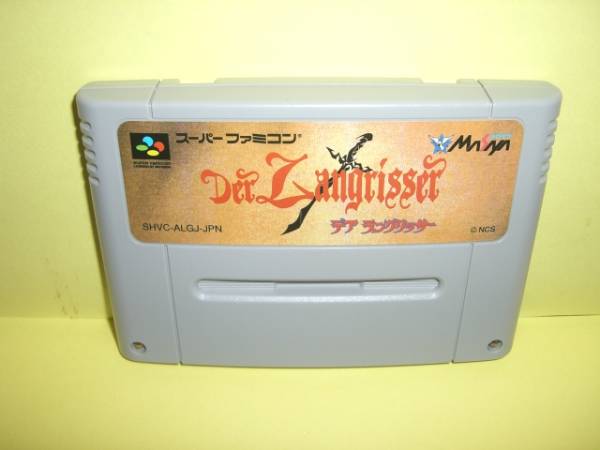 スーパーファミコン
MASAYA
Der Langrisser
デア ラングリッサー
SHVC-ALGJ-JPN
© NCS